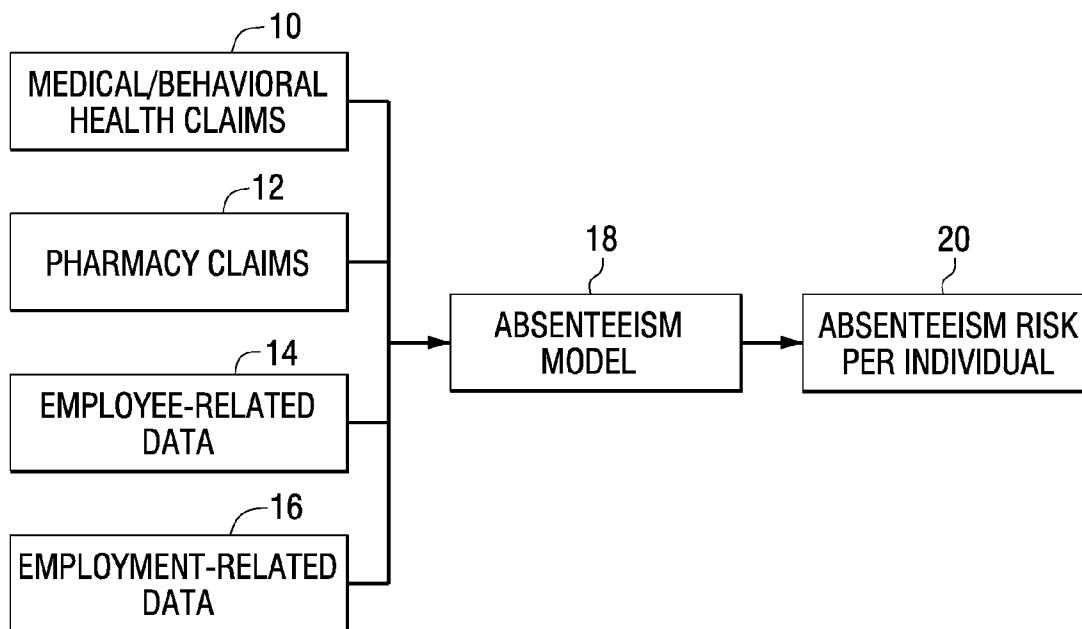 10
MEDICAL/BEHAVIORAL
HEALTH CLAIMS
12
PHARMACY CLAIMS
14
EMPLOYEE-RELATED
DATA
16
EMPLOYMENT-RELATED
DATA
18
ABSENTEEISM
MODEL
20
ABSENTEEISM RISK
PER INDIVIDUAL